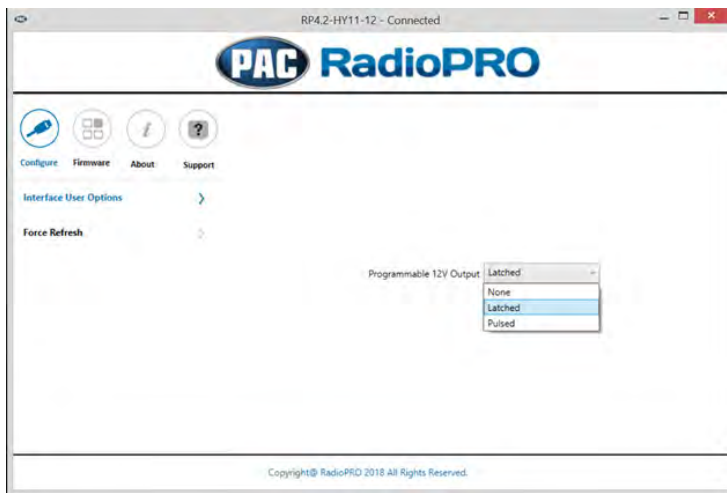 RP4.2-HY11-12 - Connected
PAC RadioPRO
Configure Firmware About Support
Interface User Options
Force Refresh
Programmable 12V Output Latched
None
Latched
Pulsed
Copyright@ RadioPRO 2018 All Rights Reserved.